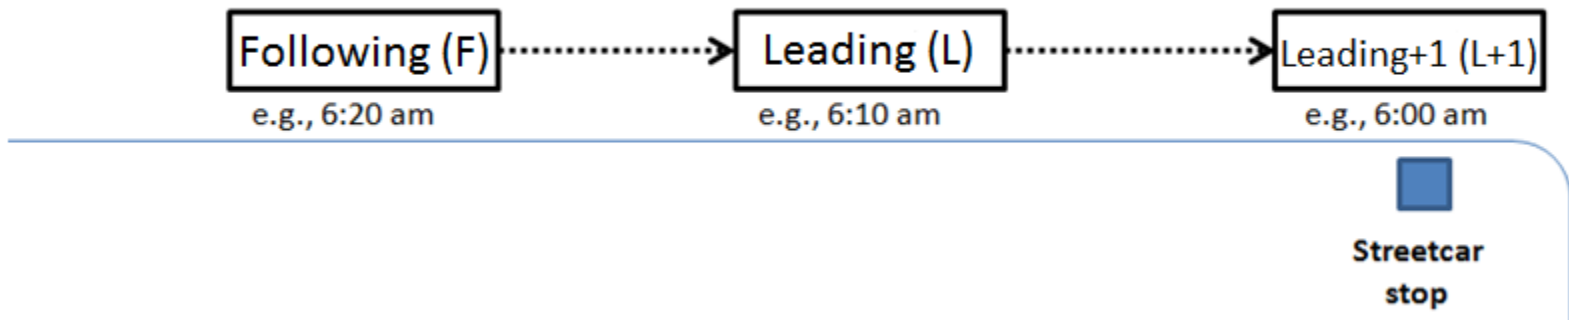 Following (F)
Leading (L)
Leading+1 (L+1)
e.g., 6:20 am
e.g., 6:10 am
e.g., 6:00 am
Streetcar
stop